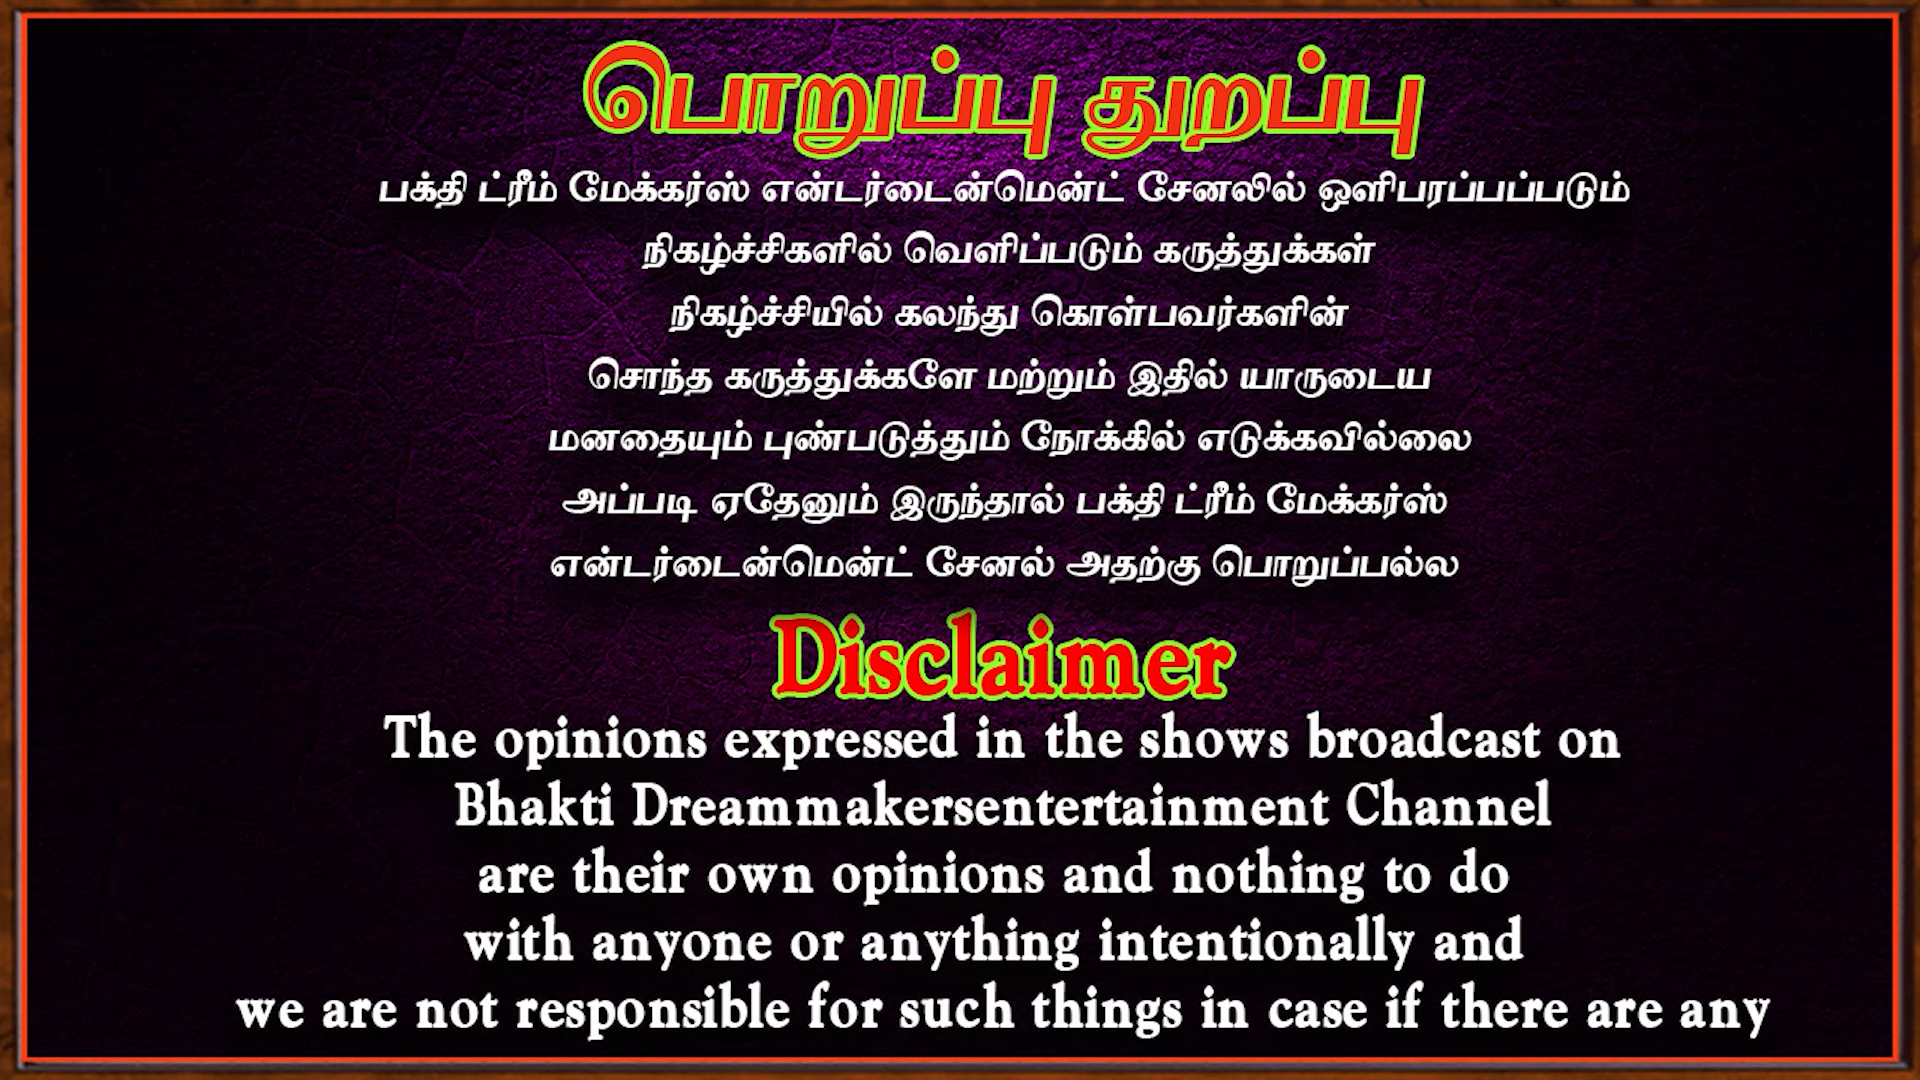 பொறுப்பு துறப்பு
பக்தி ட்ரீம் மேக்கர்ஸ் என்டர்டைன்மென்ட் சேனலில் ஒளிபரப்பப்படும்
நிகழ்ச்சிகளில் வெளிப்படும் கருத்துக்கள்
நிகழ்ச்சியில் கலந்து கொள்பவர்களின்
சொந்த கருத்துக்களே மற்றும் இதில் யாருடைய
மனதையும் புண்படுத்தும் நோக்கில் எடுக்கவில்லை
அப்படி ஏதேனும் இருந்தால் பக்தி ட்ரீம் மேக்கர்ஸ்
என்டர்டைன்மென்ட் சேனல் அதற்கு பொறுப்பல்ல
Disclaimer
The opinions expressed in the shows broadcast on
Bhakti Dreammakersentertainment Channel
are their own opinions and nothing to do
with anyone or anything intentionally and
we are not responsible for such things in case if there are any